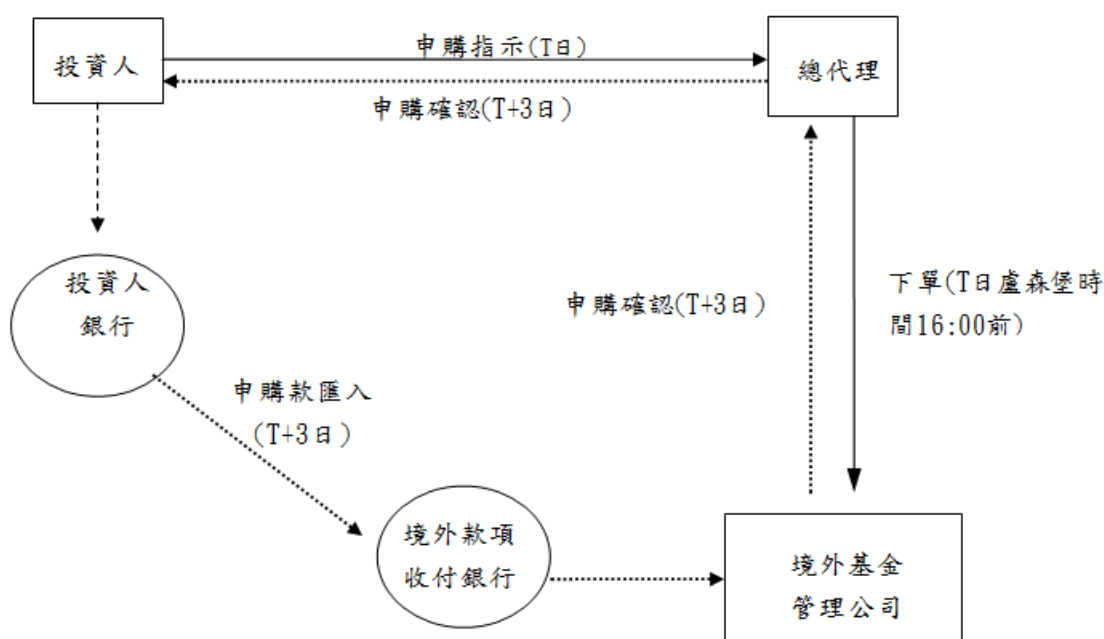 申購指示(T日)
投資人
總代理
申購確認(T+3日)
投資人
銀行
申購確認(T+3日)
下單(T日盧森堡時
間16:00前)
申購款匯入
(T+3日)
境外款項
收付銀行
境外基金
管理公司